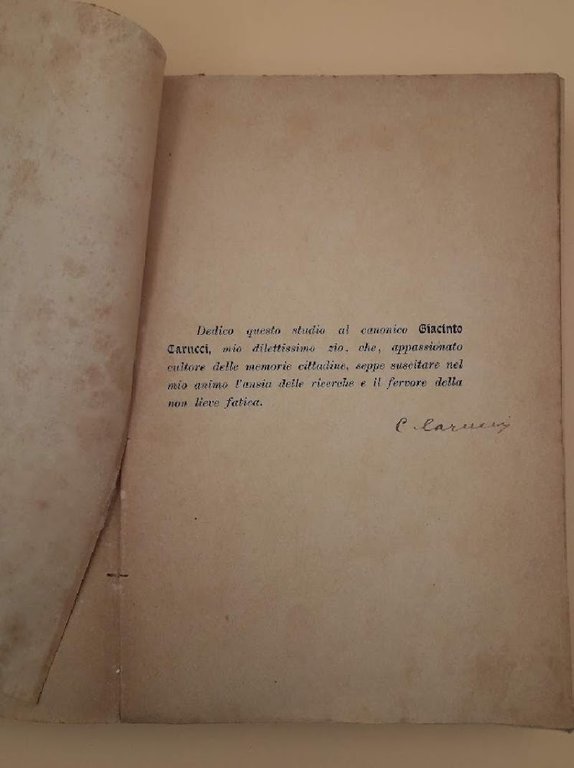 Dedico questo studio al canonico Giacinto
Carucci, mio dilettissimo zio, che, appassionato
cultore delle memorie cittadine, seppe suscitare nel
mio animo l'ansia delle ricerche e il fervore della
non lieve fatica.
C. Carucci